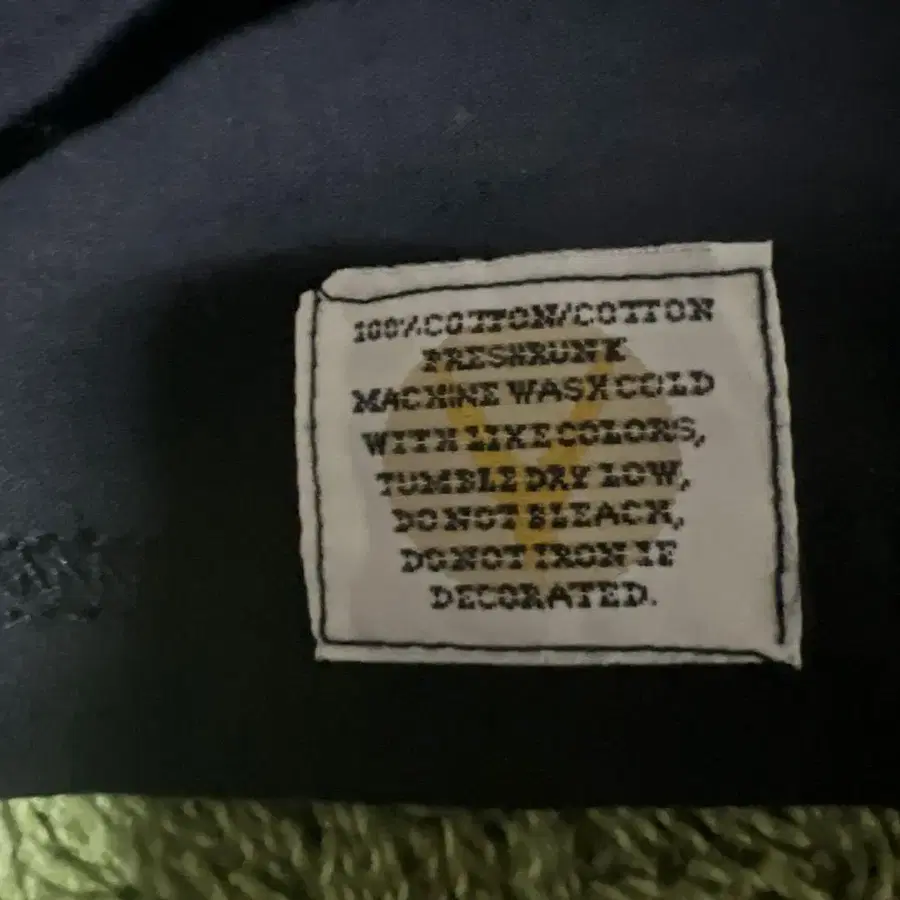 100%COTTON/COTTON
PRESHRUNK
MACHINE WASH COLD
WITH LIKE COLORS,
TUMBLE DRY LOW,
DO NOT BLEACH,
DO NOT IRON IF
DECORATED.